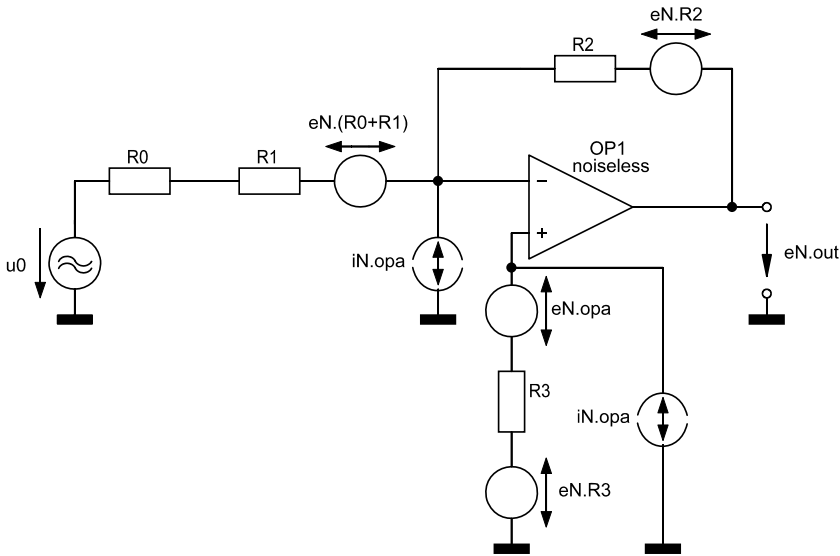 eN.R2
R2
eN.(R0+R1)
OP1
noiseless
R0
R1
−
+
u0
iN.opa
eN.opa
eN.out
R3
iN.opa
eN.R3